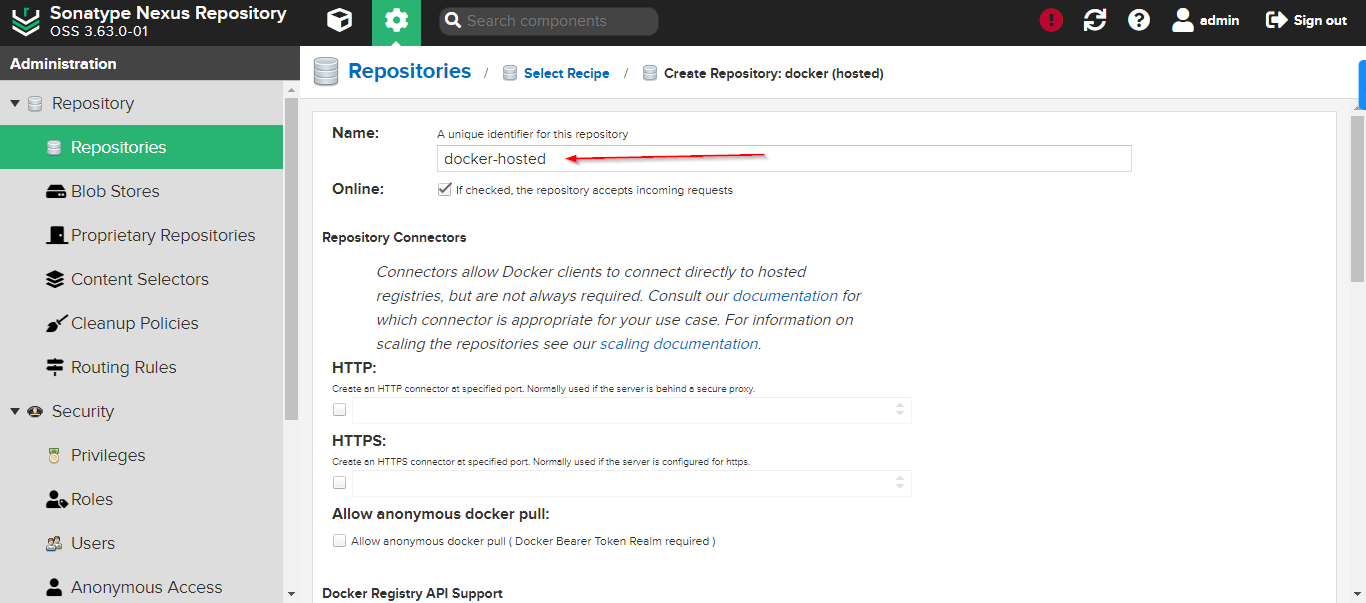 Sonatype Nexus Repository
OSS 3.63.0-01
Search components
admin
Sign out
Administration
Repositories / Select Recipe / Create Repository: docker (hosted)
Repository
Repositories
Blob Stores
Proprietary Repositories
Content Selectors
Cleanup Policies
Routing Rules
Security
Privileges
Roles
Users
Anonymous Access
Name:
A unique identifier for this repository
docker-hosted
Online:
If checked, the repository accepts incoming requests
Repository Connectors
Connectors allow Docker clients to connect directly to hosted
registries, but are not always required. Consult our documentation for
which connector is appropriate for your use case. For information on
scaling the repositories see our scaling documentation.
HTTP:
Create an HTTP connector at specified port. Normally used if the server is behind a secure proxy.
HTTPS:
Create an HTTPS connector at specified port. Normally used if the server is configured for https.
Allow anonymous docker pull:
Allow anonymous docker pull ( Docker Bearer Token Realm required )
Docker Registry API Support